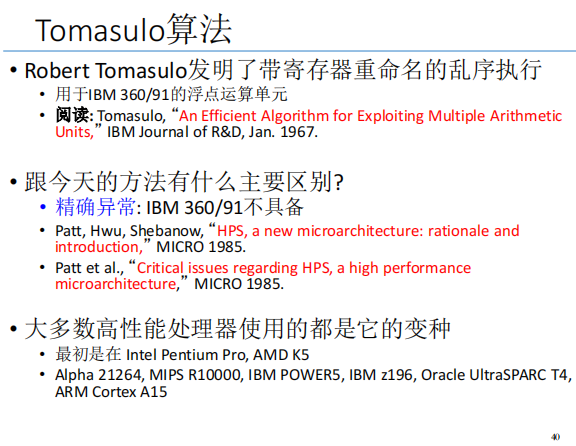 Tomasulo算法
• Robert Tomasulo发明了带寄存器重命名的乱序执行
• 用于IBM 360/91的浮点运算单元
• 阅读: Tomasulo, “An Efficient Algorithm for Exploiting Multiple Arithmetic
Units,” IBM Journal of R&D, Jan. 1967.
• 跟今天的方法有什么主要区别?
• 精确异常: IBM 360/91不具备
• Patt, Hwu, Shebanow, “HPS, a new microarchitecture: rationale and
introduction,” MICRO 1985.
• Patt et al., “Critical issues regarding HPS, a high performance
microarchitecture,” MICRO 1985.
• 大多数高性能处理器使用的都是它的变种
• 最初是在 Intel Pentium Pro, AMD K5
• Alpha 21264, MIPS R10000, IBM POWER5, IBM z196, Oracle UltraSPARC T4,
ARM Cortex A15
40